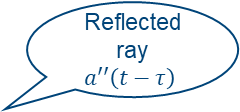 Reflected
ray
a′′(t − τ)